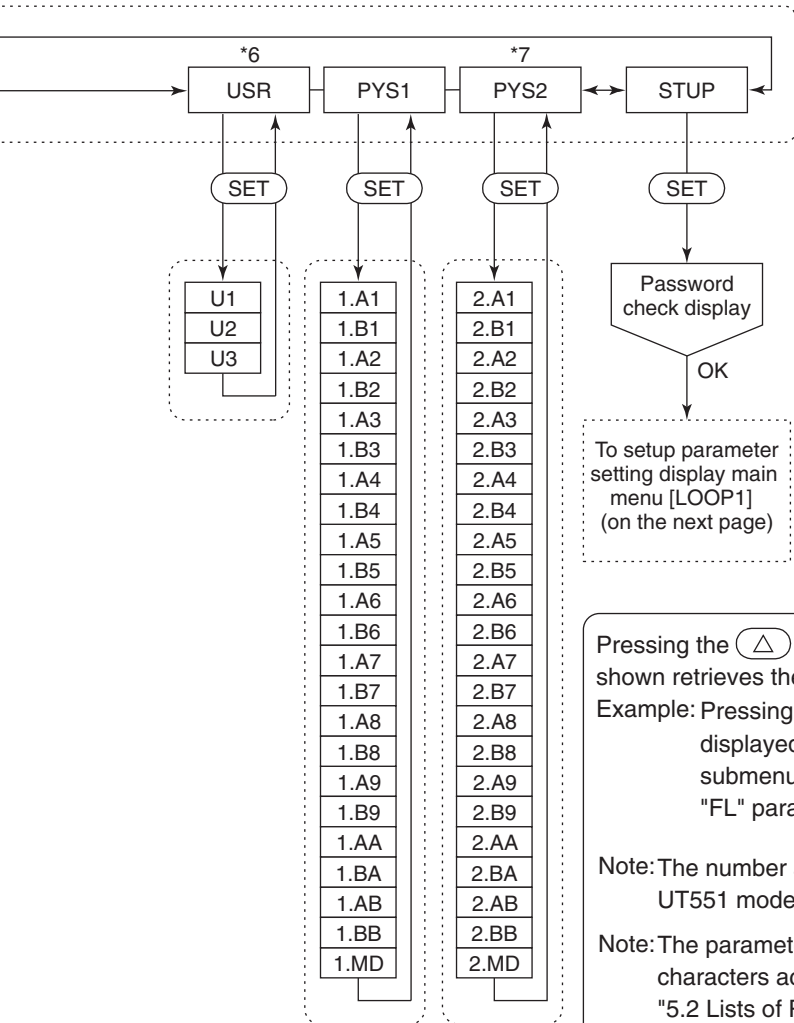 *6
*7
USR
PYS1
PYS2
STUP
SET
SET
SET
SET
U1
U2
U3
1.A1
1.B1
1.A2
1.B2
1.A3
1.B3
1.A4
1.B4
1.A5
1.B5
1.A6
1.B6
1.A7
1.B7
1.A8
1.B8
1.A9
1.B9
1.AA
1.BA
1.AB
1.BB
1.MD
2.A1
2.B1
2.A2
2.B2
2.A3
2.B3
2.A4
2.B4
2.A5
2.B5
2.A6
2.B6
2.A7
2.B7
2.A8
2.B8
2.A9
2.B9
2.AA
2.BA
2.AB
2.BB
2.MD
Password
check display
OK
To setup parameter
setting display main
menu [LOOP1]
(on the next page)
Pressing the △
shown retrieves the
Example: Pressing
displayed
submenu
"FL" para
Note: The number
UT551 mode
Note: The paramet
characters ac
"5.2 Lists of